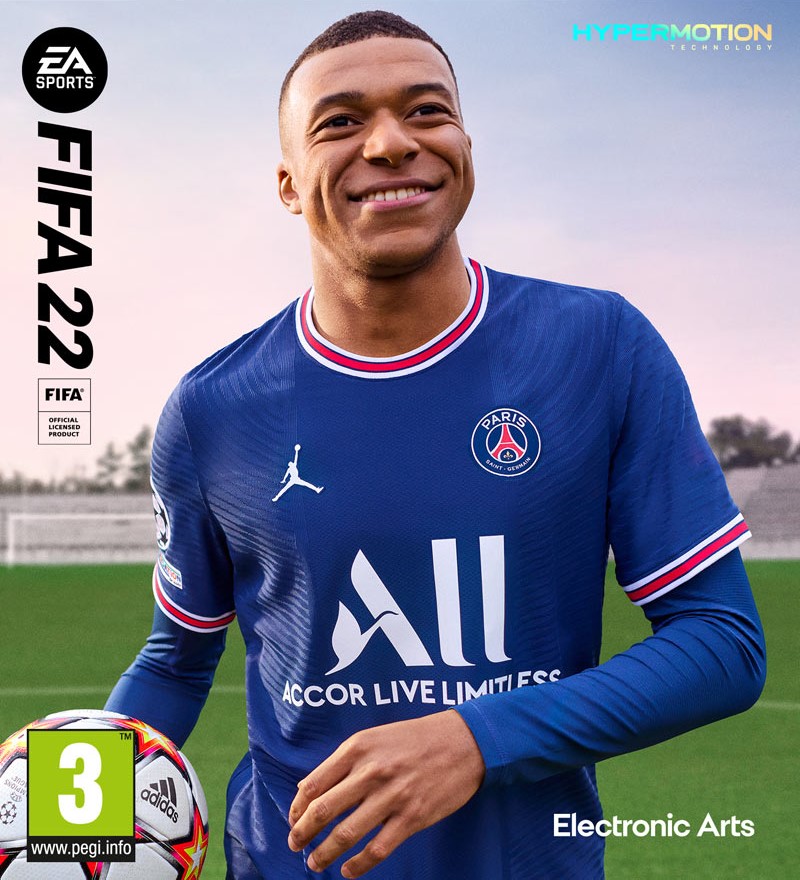 EA
SPORTS
FIFA 22
FIFA®
OFFICIAL
LICENSED
PRODUCT
HYPERMOTION
TECHNOLOGY
PARIS
SAINT-GERMAIN
All
ACCOR LIVE LIMITLESS
adidas
3
TM
www.pegi.info
Electronic Arts